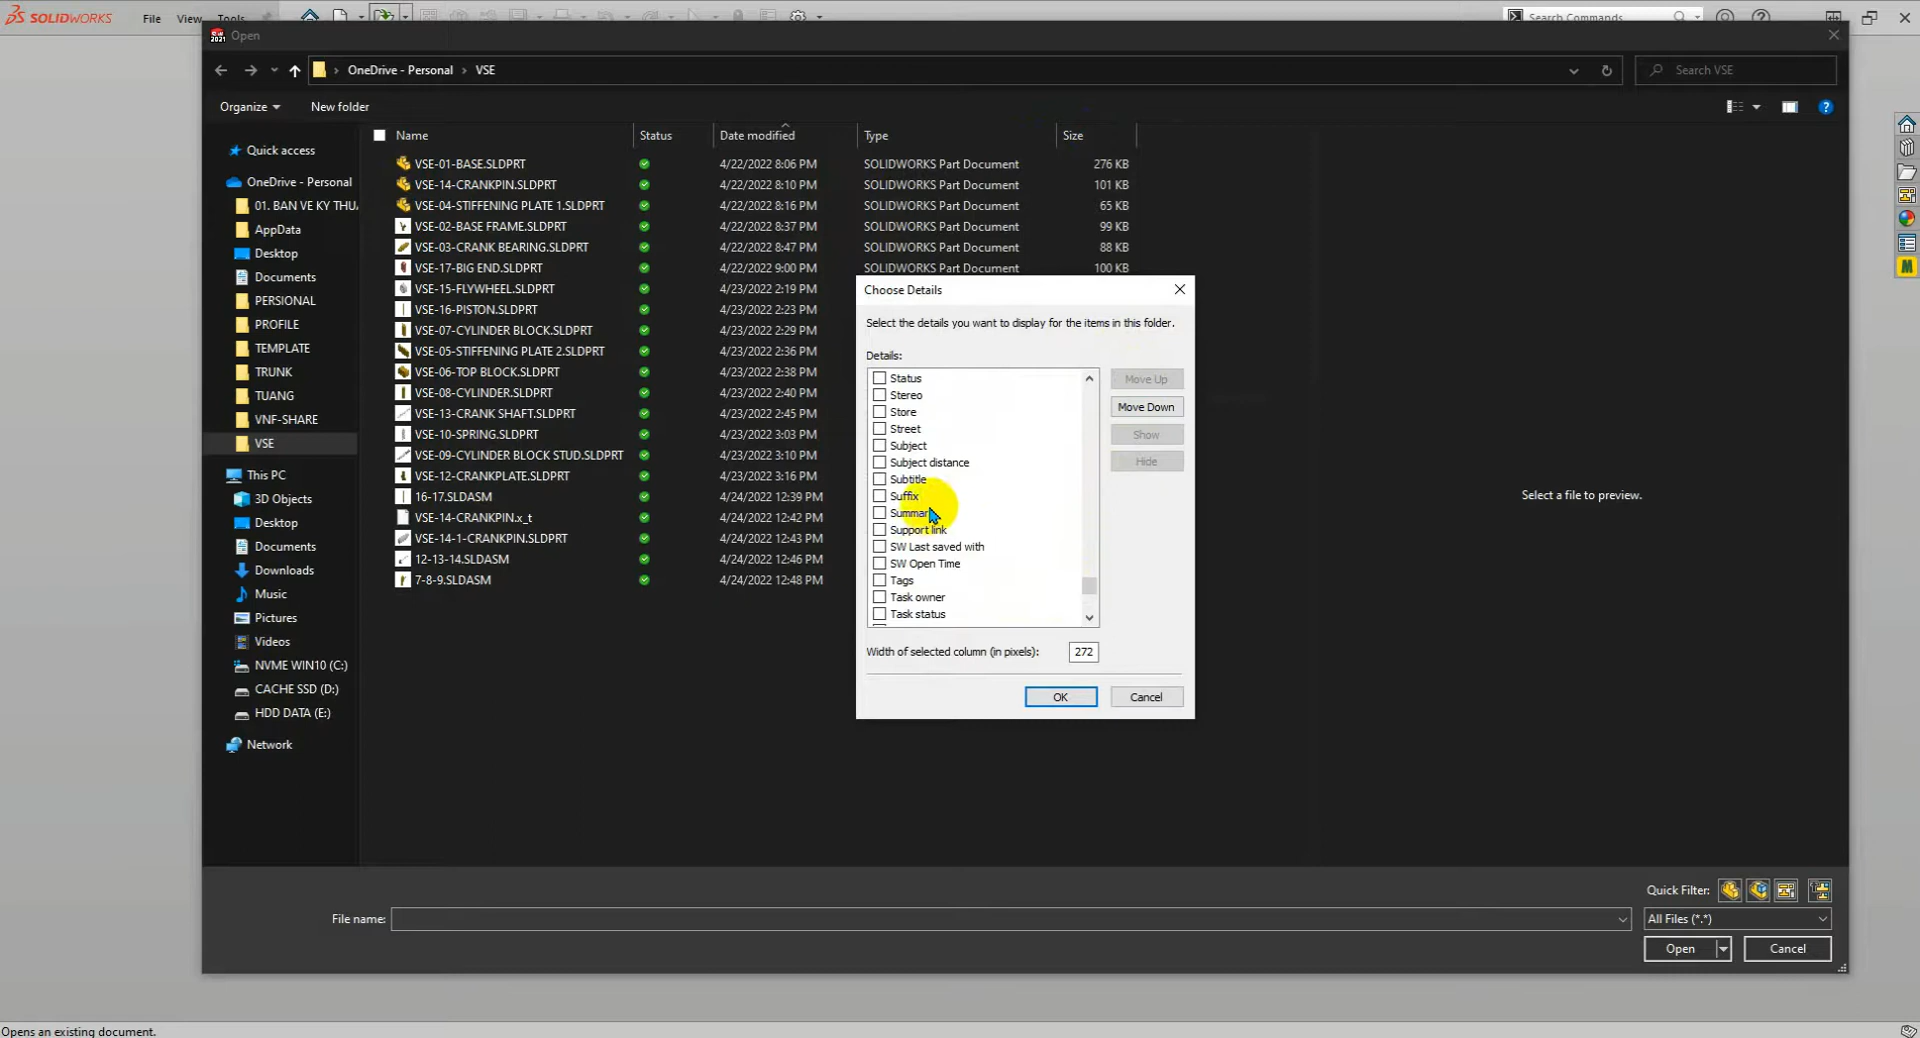 SOLIDWORKS File View Tools Search Commands
2021 Open
OneDrive - Personal VSE Search VSE
Organize New folder
Name Status Date modified Type Size
Quick access
OneDrive - Personal
01. BAN VE KY THU
AppData
Desktop
Documents
PERSONAL
PROFILE
TEMPLATE
TRUNK
TUANG
VNF-SHARE
VSE
This PC
3D Objects
Desktop
Documents
Downloads
Music
Pictures
Videos
NVME WIN10 (C:)
CACHE SSD (D:)
HDD DATA (E:)
Network
VSE-01-BASE.SLDPRT 4/22/2022 8:06 PM SOLIDWORKS Part Document 276 KB
VSE-14-CRANKPIN.SLDPRT 4/22/2022 8:10 PM SOLIDWORKS Part Document 101 KB
VSE-04-STIFFENING PLATE 1.SLDPRT 4/22/2022 8:16 PM SOLIDWORKS Part Document 65 KB
VSE-02-BASE FRAME.SLDPRT 4/22/2022 8:37 PM SOLIDWORKS Part Document 99 KB
VSE-03-CRANK BEARING.SLDPRT 4/22/2022 8:47 PM SOLIDWORKS Part Document 88 KB
VSE-17-BIG END.SLDPRT 4/22/2022 9:00 PM SOLIDWORKS Part Document 100 KB
VSE-15-FLYWHEEL.SLDPRT 4/23/2022 2:19 PM
VSE-16-PISTON.SLDPRT 4/23/2022 2:23 PM
VSE-07-CYLINDER BLOCK.SLDPRT 4/23/2022 2:29 PM
VSE-05-STIFFENING PLATE 2.SLDPRT 4/23/2022 2:36 PM
VSE-06-TOP BLOCK.SLDPRT 4/23/2022 2:38 PM
VSE-08-CYLINDER.SLDPRT 4/23/2022 2:40 PM
VSE-13-CRANK SHAFT.SLDPRT 4/23/2022 2:45 PM
VSE-10-SPRING.SLDPRT 4/23/2022 3:03 PM
VSE-09-CYLINDER BLOCK STUD.SLDPRT 4/23/2022 3:10 PM
VSE-12-CRANKPLATE.SLDPRT 4/23/2022 3:16 PM
16-17.SLDASM 4/24/2022 12:39 PM
VSE-14-CRANKPIN.x_t 4/24/2022 12:42 PM
VSE-14-1-CRANKPIN.SLDPRT 4/24/2022 12:43 PM
12-13-14.SLDASM 4/24/2022 12:46 PM
7-8-9.SLDASM 4/24/2022 12:48 PM
Choose Details
Select the details you want to display for the items in this folder.
Details:
Status
Stereo
Store
Street
Subject
Subject distance
Subtitle
Suffix
Summar
Support link
SW Last saved with
SW Open Time
Tags
Task owner
Task status
Move Up
Move Down
Show
Hide
Width of selected column (in pixels): 272
OK Cancel
Select a file to preview.
Quick Filter:
File name: All Files (*.*)
Open Cancel
Opens an existing document.